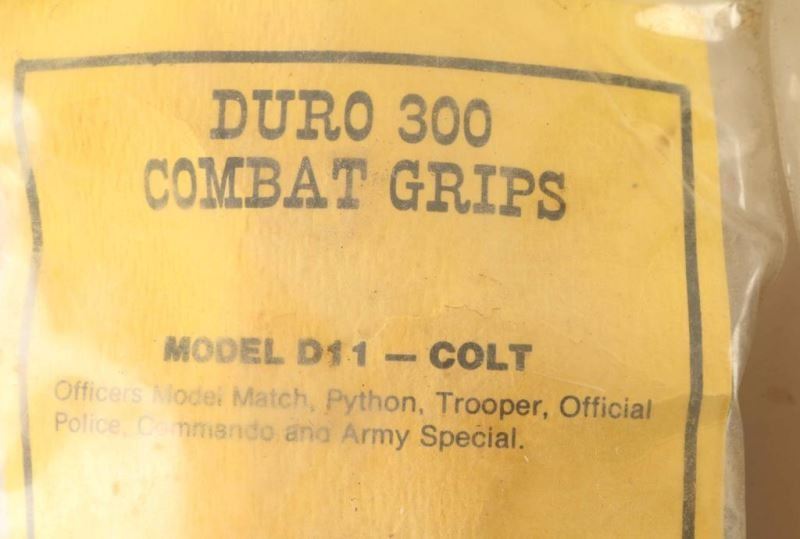 DURO 300
COMBAT GRIPS
MODEL D11 — COLT
Officers Model Match, Python, Trooper, Official
Police, Commando and Army Special.